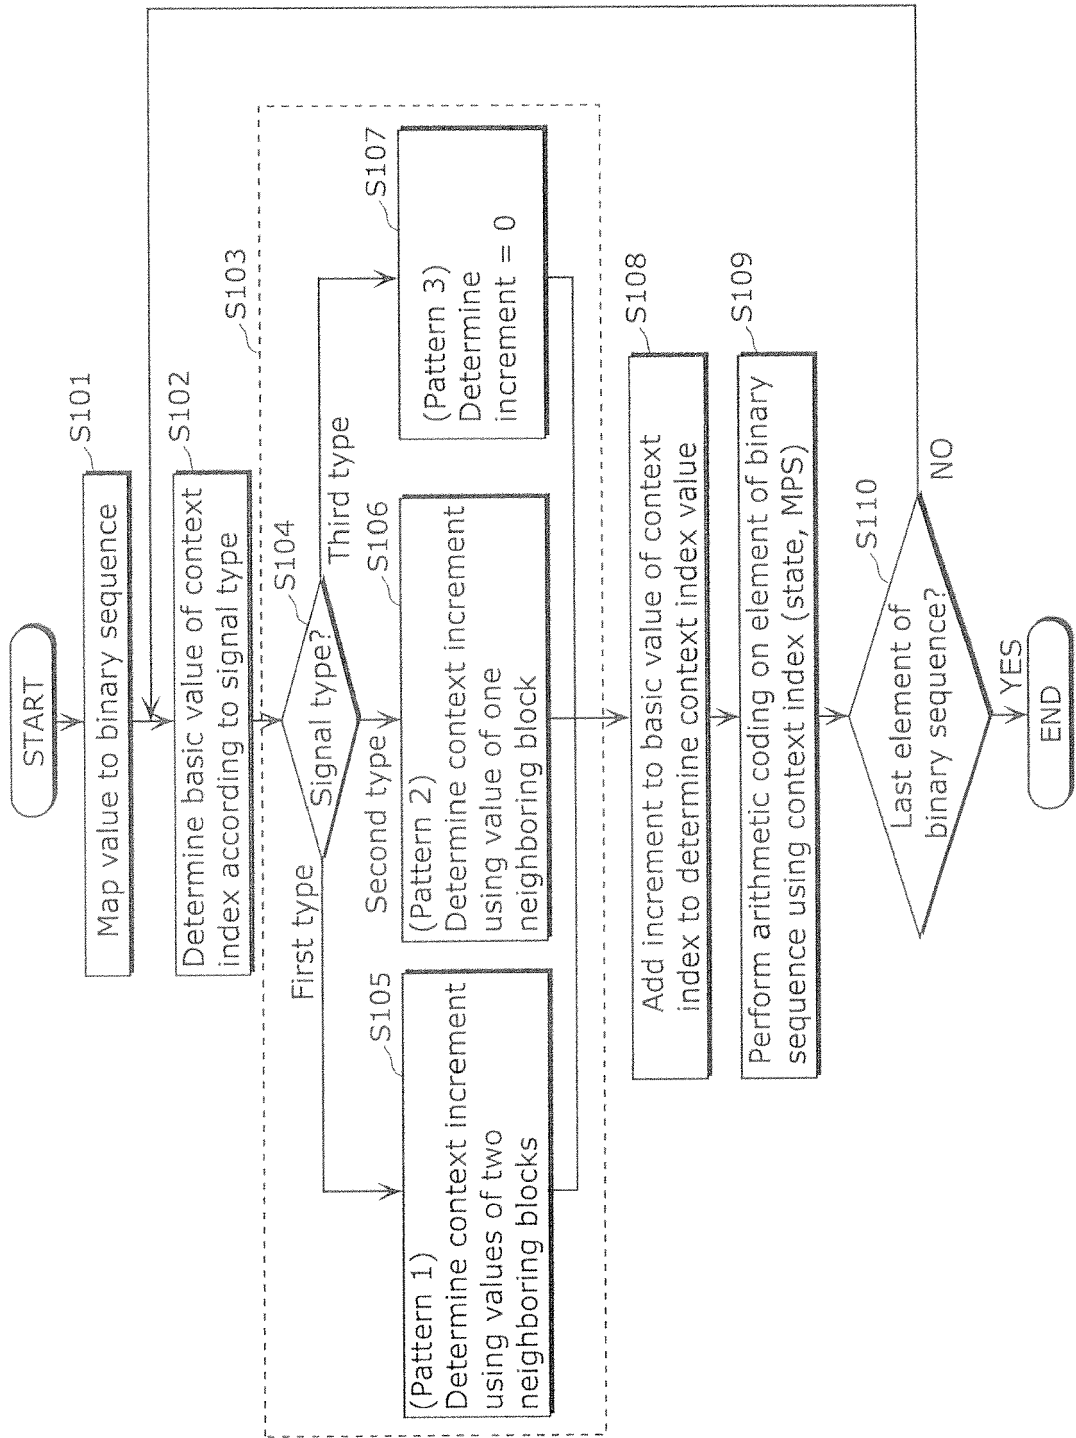 START
S101
Map value to binary sequence
S102
Determine basic value of context
index according to signal type
S103
S104
Signal type?
First type
Second type
Third type
S105
(Pattern 1)
Determine context increment
using values of two
neighboring blocks
S106
(Pattern 2)
Determine context increment
using value of one
neighboring block
S107
(Pattern 3)
Determine
increment = 0
S108
Add increment to basic value of context
index to determine context index value
S109
Perform arithmetic coding on element of binary
sequence using context index (state, MPS)
S110
Last element of
binary sequence?
NO
YES
END